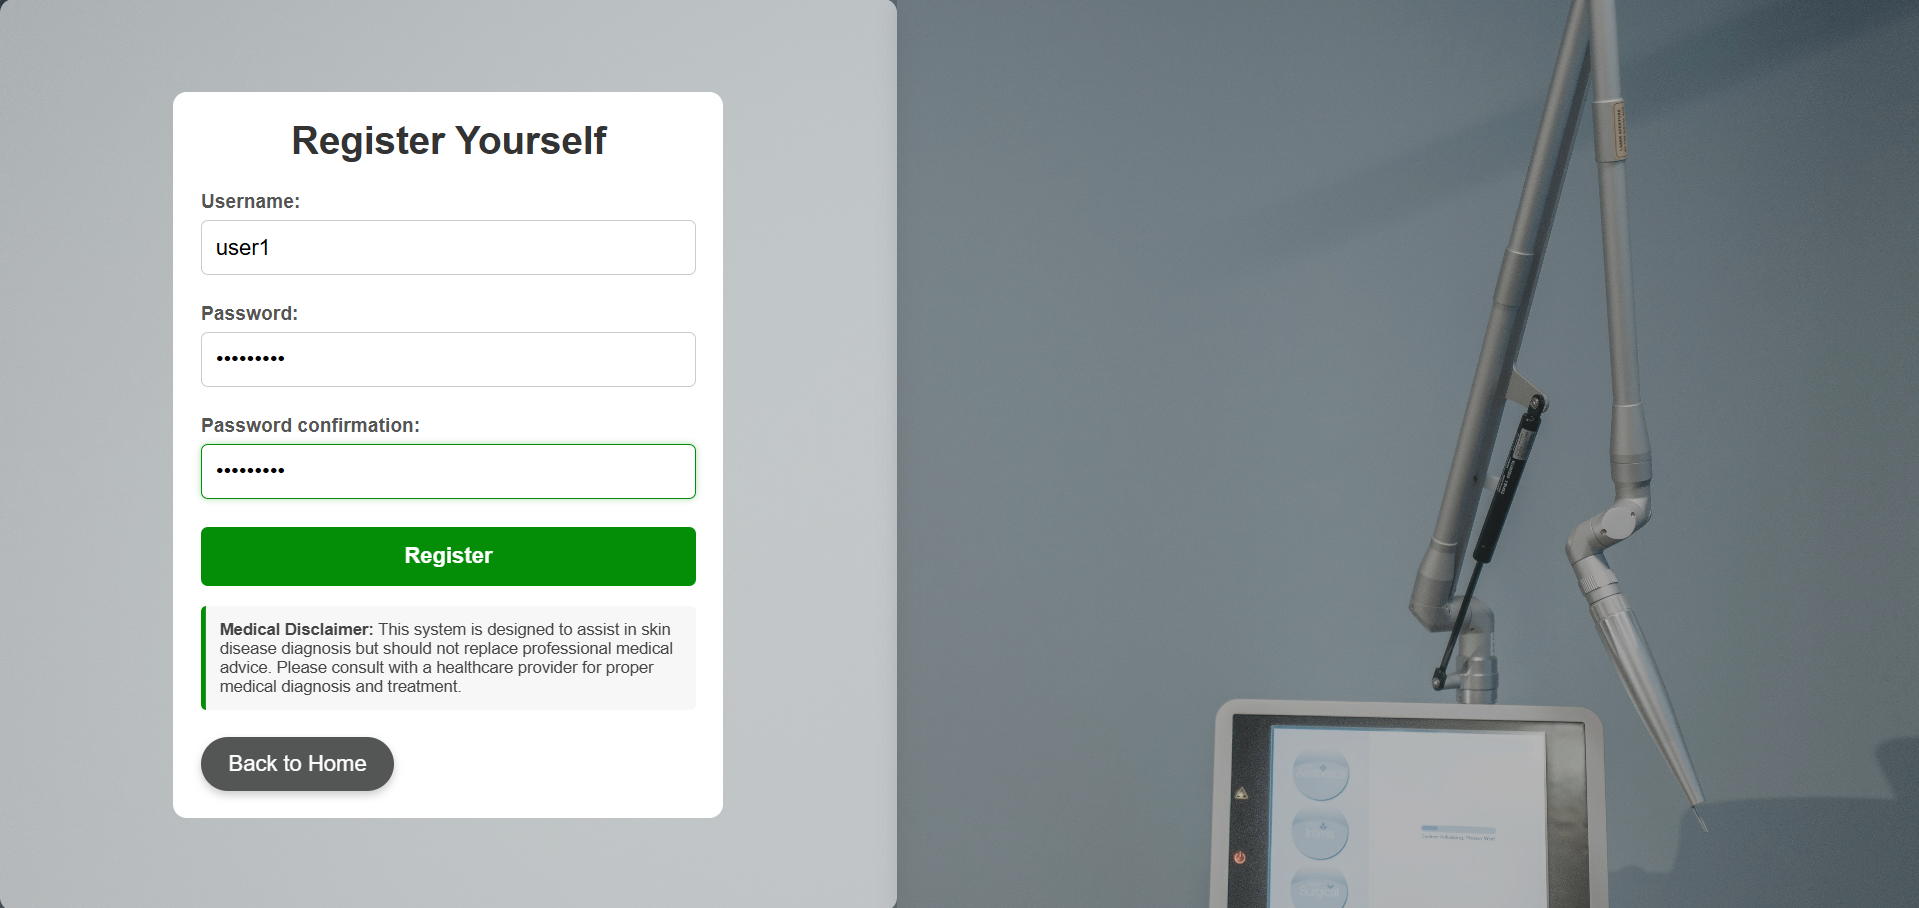 Register Yourself
Username:
user1
Password:
•••••••••
Password confirmation:
•••••••••
Register
Medical Disclaimer: This system is designed to assist in skin
disease diagnosis but should not replace professional medical
advice. Please consult with a healthcare provider for proper
medical diagnosis and treatment.
Back to Home
Surgical